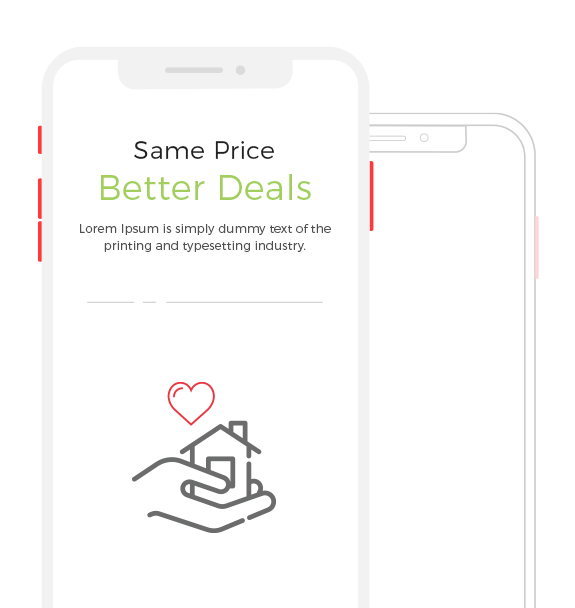 Same Price
Better Deals
Lorem Ipsum is simply dummy text of the
printing and typesetting industry.